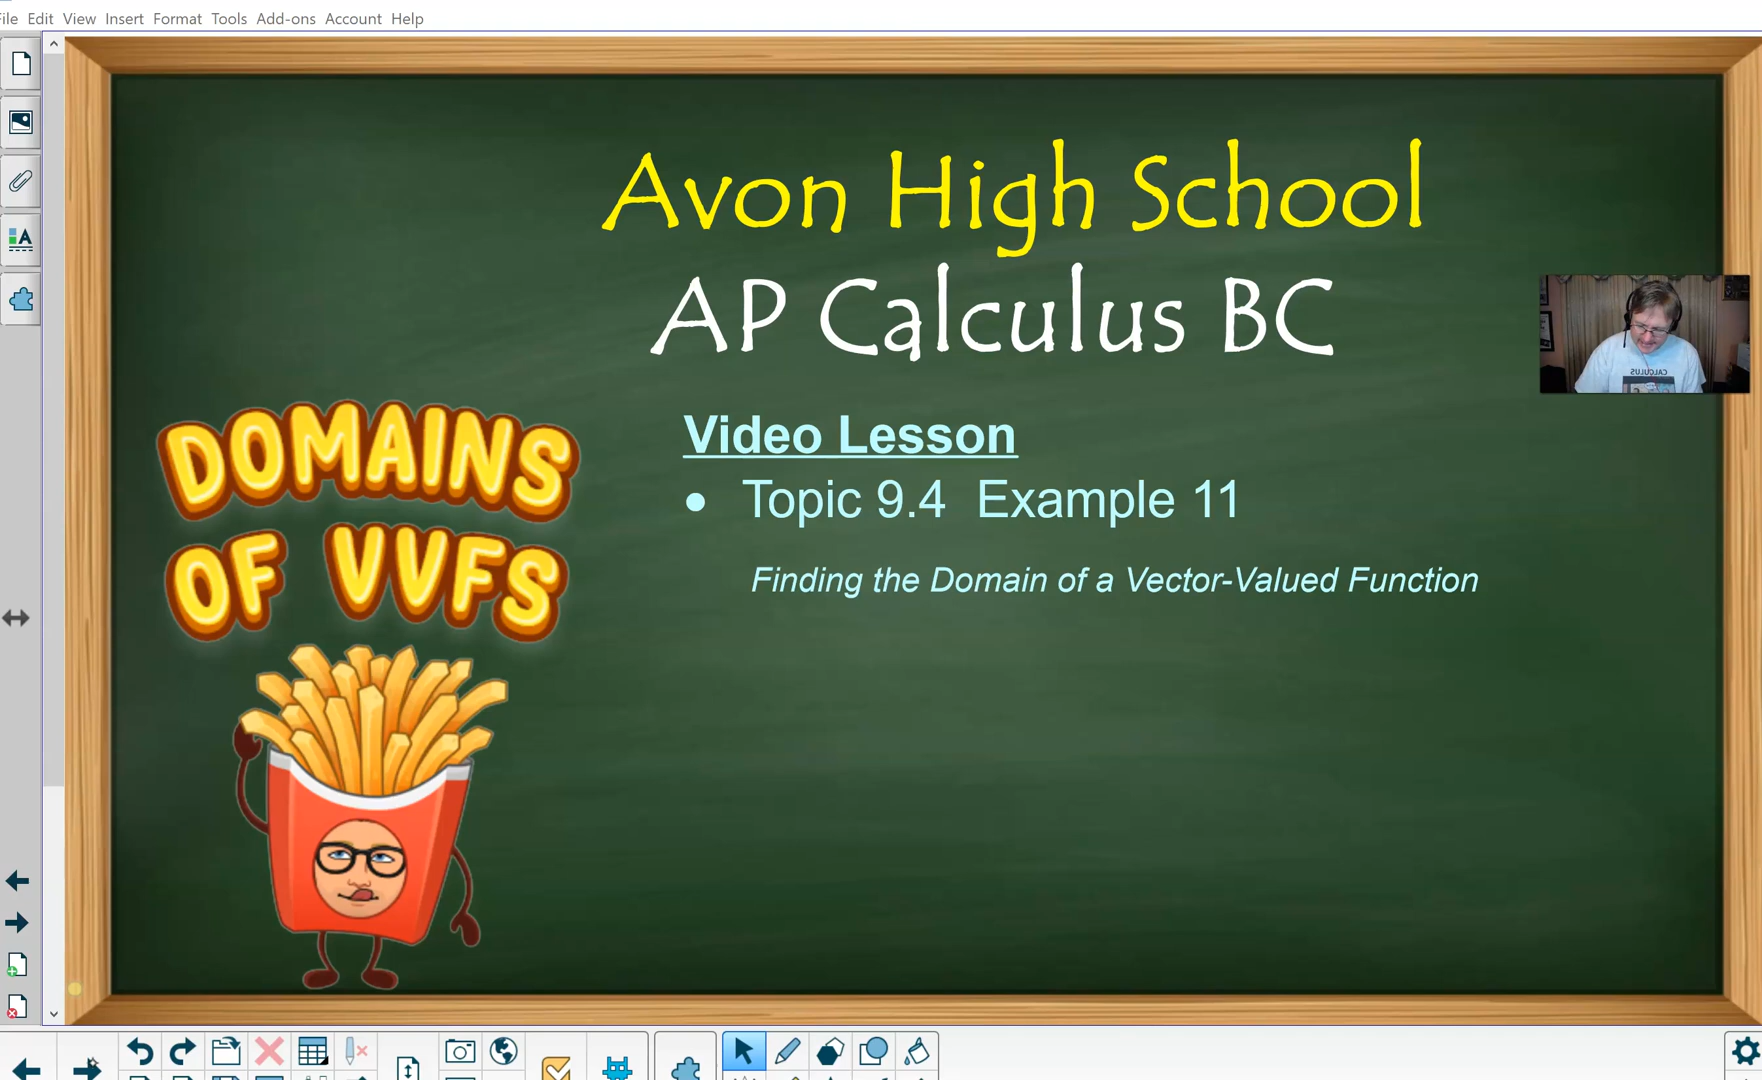 File Edit View Insert Format Tools Add-ons Account Help
Avon High School
AP Calculus BC
Video Lesson
• Topic 9.4 Example 11
Finding the Domain of a Vector-Valued Function
DOMAINS
OF VVFS
CALCULUS